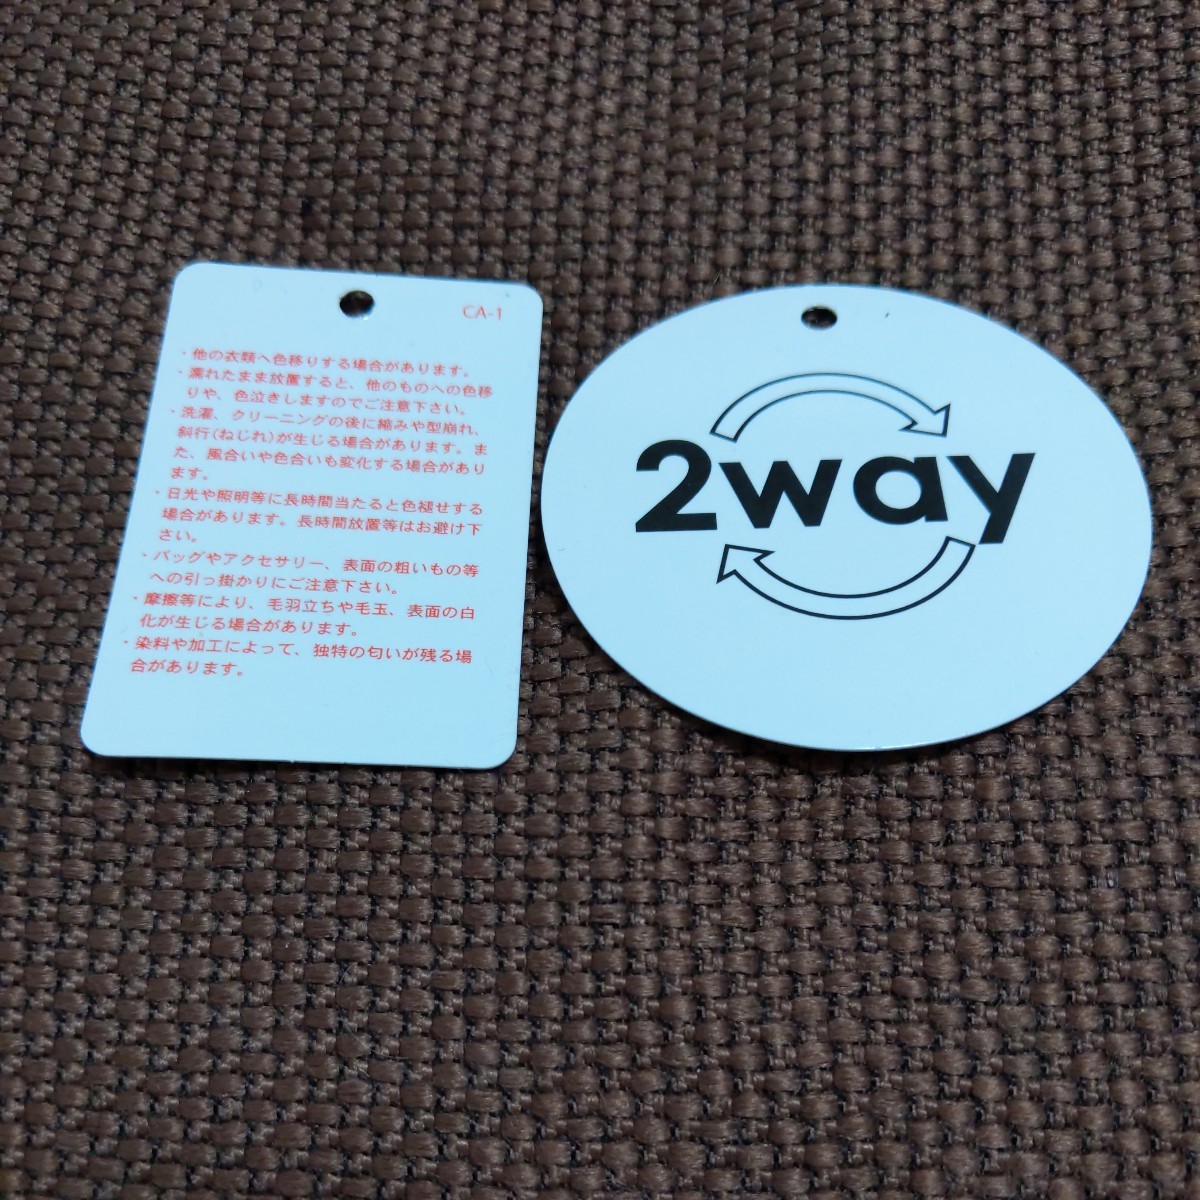 CA-1
・他の衣類へ色移りする場合があります。
・濡れたまま放置すると、他のものへの色移
りや、色泣きしますのでご注意下さい。
・洗濯、クリーニングの後に縮みや型崩れ、
斜行(ねじれ)が生じる場合があります。ま
た、風合いや色合いも変化する場合があり
ます。
・日光や照明等に長時間当たると色褪せする
場合があります。長時間放置等はお避け下
さい。
・バッグやアクセサリー、表面の粗いもの等
への引っ掛かりにご注意下さい。
・摩擦等により、毛羽立ちや毛玉、表面の白
化が生じる場合があります。
・染料や加工によって、独特の匂いが残る場
合があります。
2way